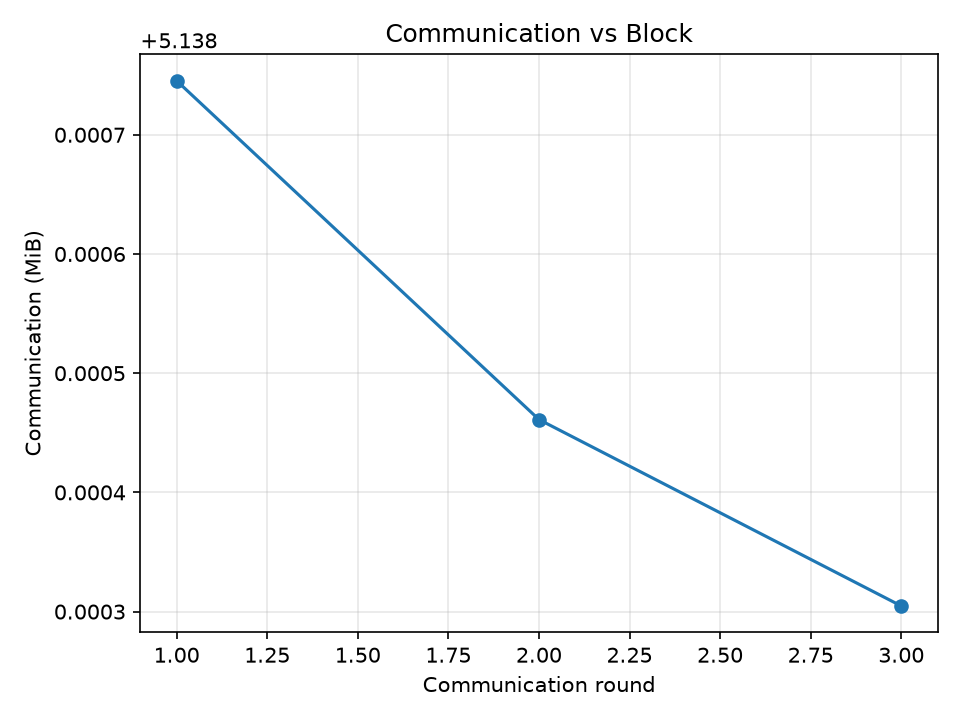 Communication vs Block
+5.138
0.0007
0.0006
0.0005
0.0004
0.0003
Communication (MiB)
1.00 1.25 1.50 1.75 2.00 2.25 2.50 2.75 3.00
Communication round